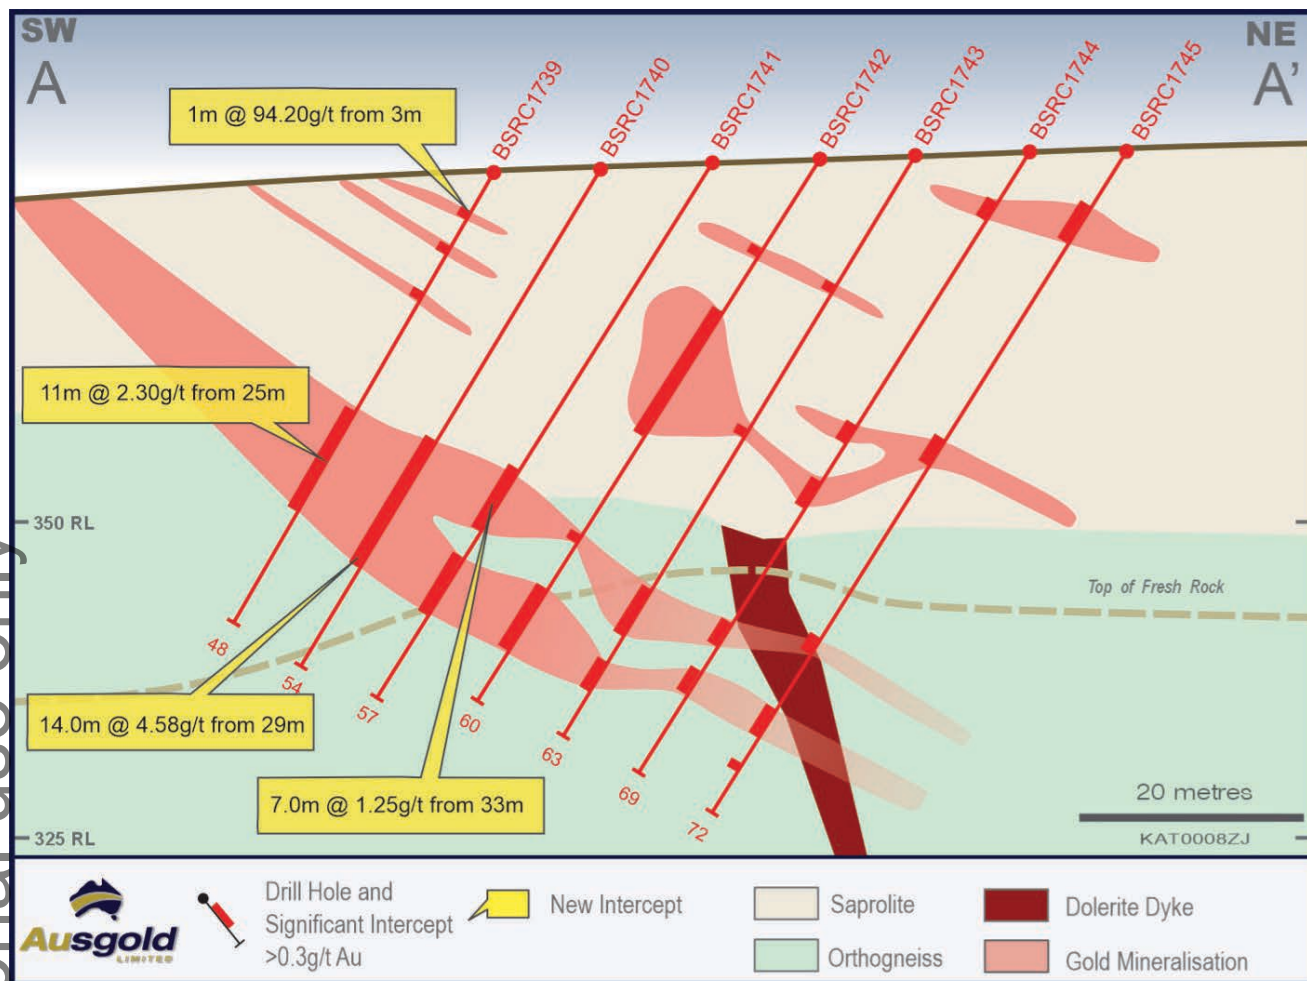 SW
NE
A
A'
BSRC1739
BSRC1740
BSRC1741
BSRC1742
BSRC1743
BSRC1744
BSRC1745
1m @ 94.20g/t from 3m
11m @ 2.30g/t from 25m
350 RL
Top of Fresh Rock
48
54
57
60
63
69
72
14.0m @ 4.58g/t from 29m
7.0m @ 1.25g/t from 33m
20 metres
325 RL
KAT0008ZJ
Ausgold
LIMITED
Drill Hole and
Significant Intercept
>0.3g/t Au
New Intercept
Saprolite
Orthogneiss
Dolerite Dyke
Gold Mineralisation